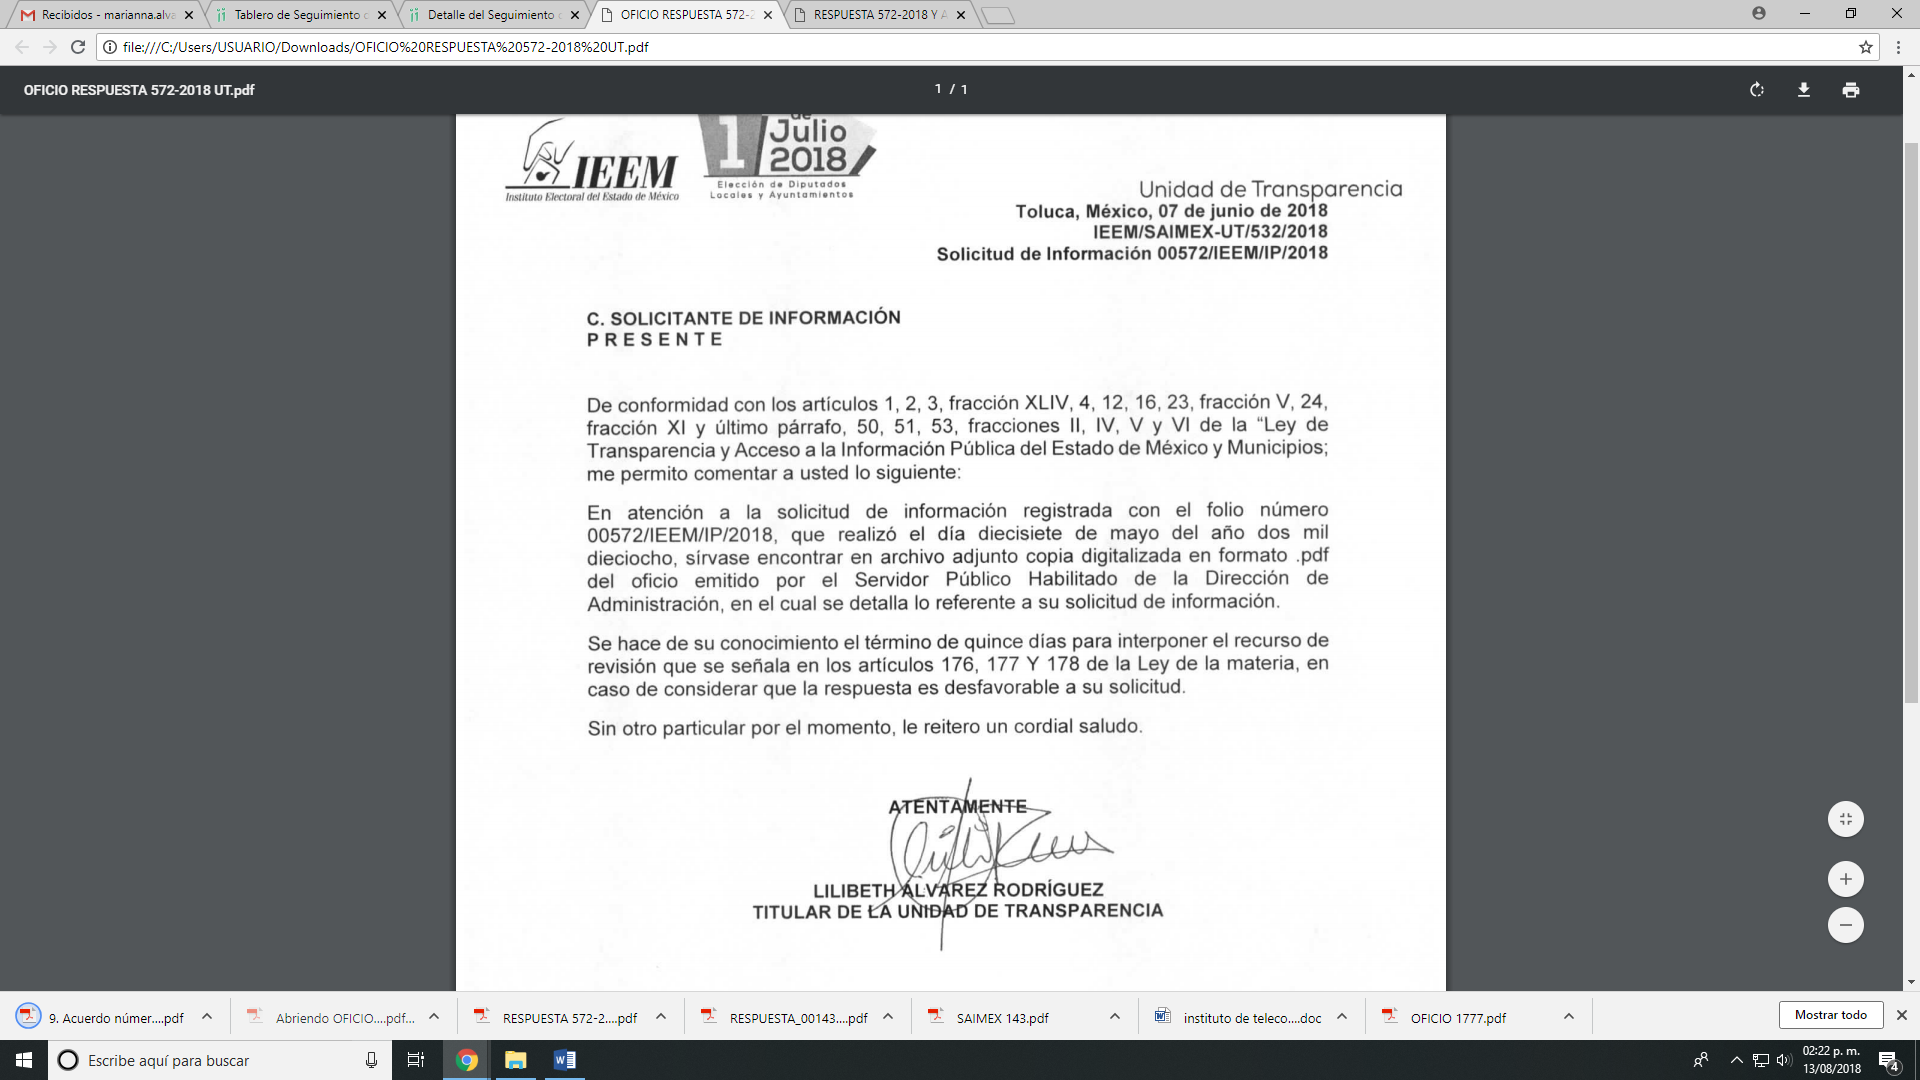 Recibidos - marianna.alva
Tablero de Seguimiento
Detalle del Seguimiento
OFICIO RESPUESTA 572-2
RESPUESTA 572-2018 Y A
file:///C:/Users/USUARIO/Downloads/OFICIO%20RESPUESTA%20572-2018%20UT.pdf
OFICIO RESPUESTA 572-2018 UT.pdf
1 / 1
de
1 Julio
2018
IEEM
Instituto Electoral del Estado de México
Elección de Diputados
Locales y Ayuntamientos
Unidad de Transparencia
Toluca, México, 07 de junio de 2018
IEEM/SAIMEX-UT/532/2018
Solicitud de Información 00572/IEEM/IP/2018
C. SOLICITANTE DE INFORMACIÓN
P R E S E N T E
De conformidad con los artículos 1, 2, 3, fracción XLIV, 4, 12, 16, 23, fracción V, 24,
fracción XI y último párrafo, 50, 51, 53, fracciones II, IV, V y VI de la “Ley de
Transparencia y Acceso a la Información Pública del Estado de México y Municipios;
me permito comentar a usted lo siguiente:
En atención a la solicitud de información registrada con el folio número
00572/IEEM/IP/2018, que realizó el día diecisiete de mayo del año dos mil
dieciocho, sírvase encontrar en archivo adjunto copia digitalizada en formato .pdf
del oficio emitido por el Servidor Público Habilitado de la Dirección de
Administración, en el cual se detalla lo referente a su solicitud de información.
Se hace de su conocimiento el término de quince días para interponer el recurso de
revisión que se señala en los artículos 176, 177 Y 178 de la Ley de la materia, en
caso de considerar que la respuesta es desfavorable a su solicitud.
Sin otro particular por el momento, le reitero un cordial saludo.
ATENTAMENTE
LILIBETH ALVAREZ RODRÍGUEZ
TITULAR DE LA UNIDAD DE TRANSPARENCIA
9. Acuerdo númer....pdf
Abriendo OFICIO....pdf...
RESPUESTA 572-2....pdf
RESPUESTA_00143....pdf
SAIMEX 143.pdf
instituto de teleco....doc
OFICIO 1777.pdf
Mostrar todo
Escribe aquí para buscar
02:22 p. m.
13/08/2018
4